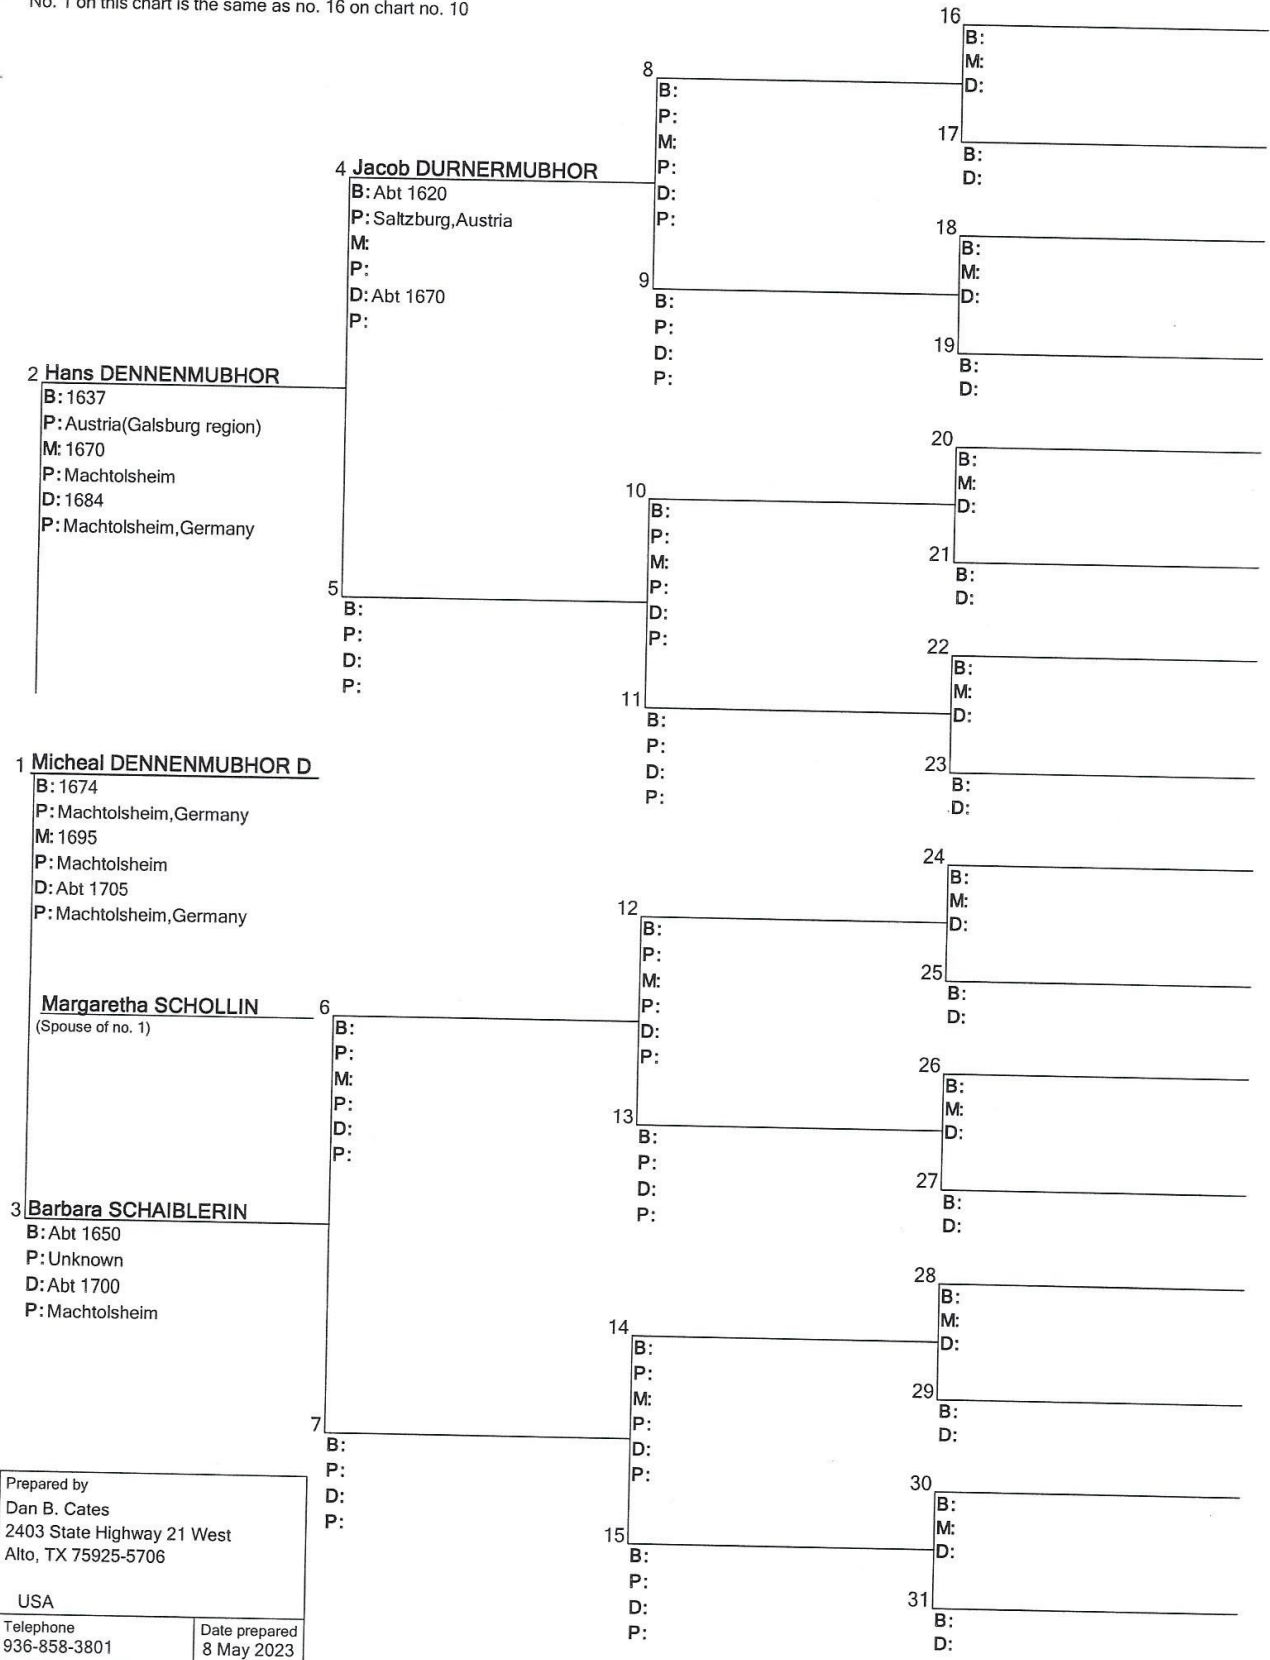 No. 1 on this chart is the same as no. 16 on chart no. 10
16
B:
M:
D:
17
B:
D:
8
B:
P:
M:
P:
D:
P:
4 Jacob DURNERMUBHOR
B: Abt 1620
P: Saltzburg,Austria
M:
P:
D: Abt 1670
P:
18
B:
M:
D:
9
B:
P:
D:
P:
19
B:
D:
2 Hans DENNENMUBHOR
B: 1637
P: Austria(Galsburg region)
M: 1670
P: Machtolsheim
D: 1684
P: Machtolsheim,Germany
20
B:
M:
D:
10
B:
P:
M:
P:
D:
P:
21
B:
D:
5
B:
P:
D:
P:
22
B:
M:
D:
11
B:
P:
D:
P:
23
B:
D:
1 Micheal DENNENMUBHOR D
B: 1674
P: Machtolsheim,Germany
M: 1695
P: Machtolsheim
D: Abt 1705
P: Machtolsheim,Germany
24
B:
M:
D:
12
B:
P:
M:
P:
D:
P:
25
B:
D:
Margaretha SCHOLLIN
(Spouse of no. 1)
6
B:
P:
M:
P:
D:
P:
26
B:
M:
D:
13
B:
P:
D:
P:
27
B:
D:
3 Barbara SCHAIBLERIN
B: Abt 1650
P: Unknown
D: Abt 1700
P: Machtolsheim
28
B:
M:
D:
14
B:
P:
M:
P:
D:
P:
29
B:
D:
7
B:
P:
D:
P:
30
B:
M:
D:
15
B:
P:
D:
P:
31
B:
D:
Prepared by
Dan B. Cates
2403 State Highway 21 West
Alto, TX 75925-5706
USA
Telephone
936-858-3801
Date prepared
8 May 2023